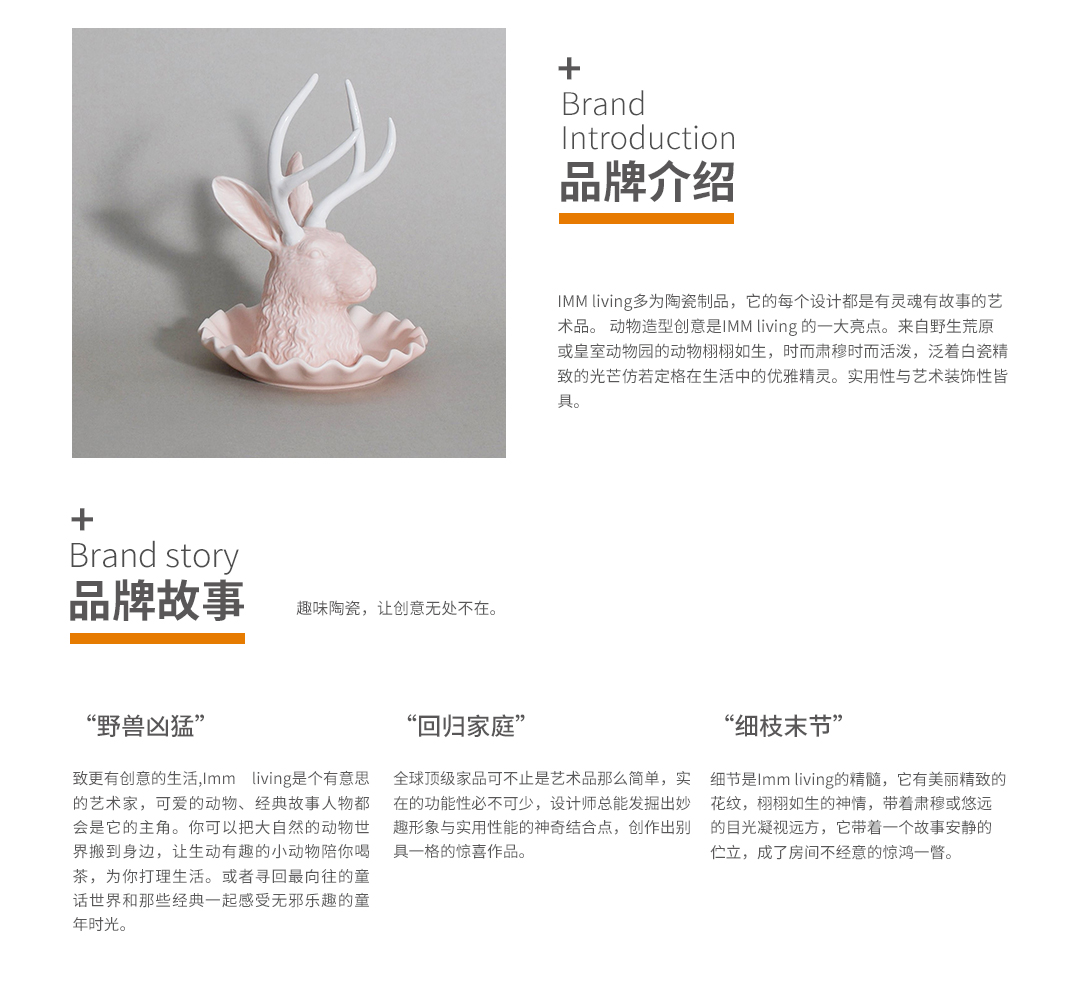 +
Brand
Introduction
品牌介绍
IMM living多为陶瓷制品，它的每个设计都是有灵魂有故事的艺
术品。 动物造型创意是IMM living 的一大亮点。来自野生荒原
或皇室动物园的动物栩栩如生，时而肃穆时而活泼，泛着白瓷精
致的光芒仿若定格在生活中的优雅精灵。实用性与艺术装饰性皆
具。
+
Brand story
品牌故事
趣味陶瓷，让创意无处不在。
“野兽凶猛”
致更有创意的生活,Imm living是个有意思
的艺术家，可爱的动物、经典故事人物都
会是它的主角。你可以把大自然的动物世
界搬到身边，让生动有趣的小动物陪你喝
茶，为你打理生活。或者寻回最向往的童
话世界和那些经典一起感受无邪乐趣的童
年时光。
“回归家庭”
全球顶级家品可不止是艺术品那么简单，实
在的功能性必不可少，设计师总能发掘出妙
趣形象与实用性能的神奇结合点，创作出别
具一格的惊喜作品。
“细枝末节”
细节是Imm living的精髓，它有美丽精致的
花纹，栩栩如生的神情，带着肃穆或悠远
的目光凝视远方，它带着一个故事安静的
伫立，成了房间不经意的惊鸿一瞥。